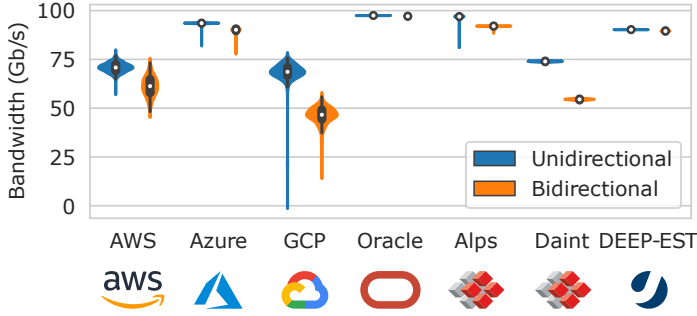 Bandwidth (Gb/s)
100
75
50
25
0
Unidirectional
Bidirectional
AWS Azure GCP Oracle Alps Daint DEEP-EST
aws